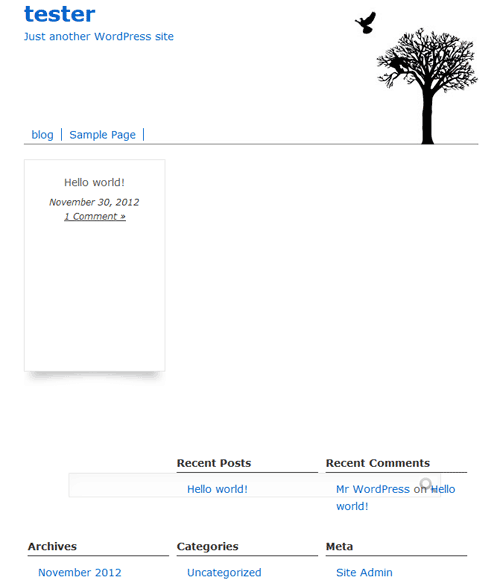 tester
Just another WordPress site
blog
Sample Page
Hello world!
November 30, 2012
1 Comment »
Recent Posts
Hello world!
Recent Comments
Mr WordPress on Hello
world!
Archives
November 2012
Categories
Uncategorized
Meta
Site Admin